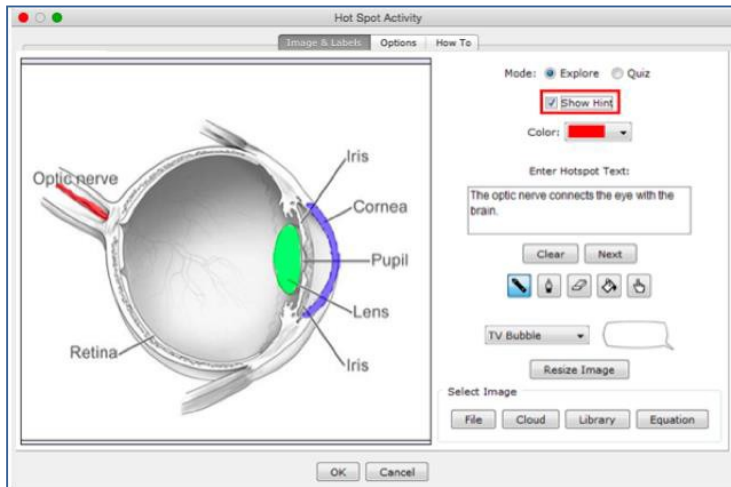 Hot Spot Activity
Image & Labels Options How To
Mode: Explore Quiz
Show Hint
Color:
Enter Hotspot Text:
The optic nerve connects the eye with the
brain.
Clear Next
TV Bubble
Resize Image
Select Image
File Cloud Library Equation
Optic nerve
Iris
Cornea
Pupil
Lens
Iris
Retina
OK Cancel